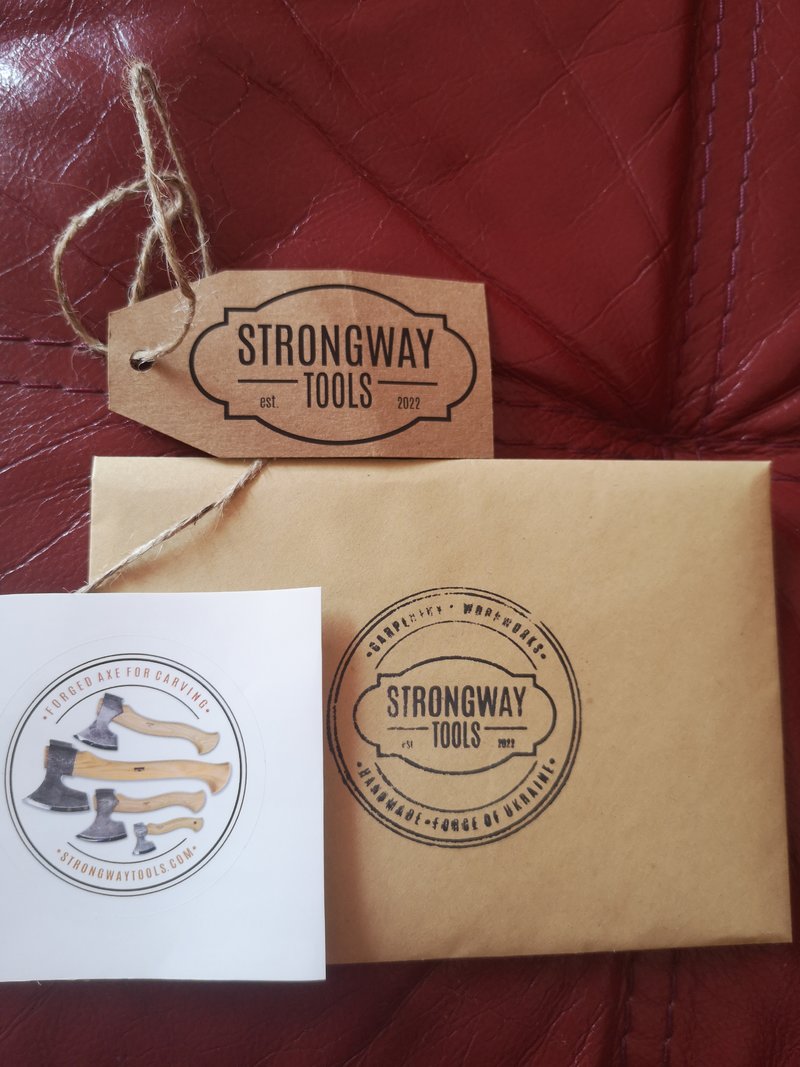 STRONGWAY
TOOLS
est. 2022
•FORGED AXE FOR CARVING•
•STRONGWAYTOOLS.COM•
•CARPENTRY • WOODWORKS•
STRONGWAY
TOOLS
est 2022
•HANDMADE•FORGE OF UKRAINE•